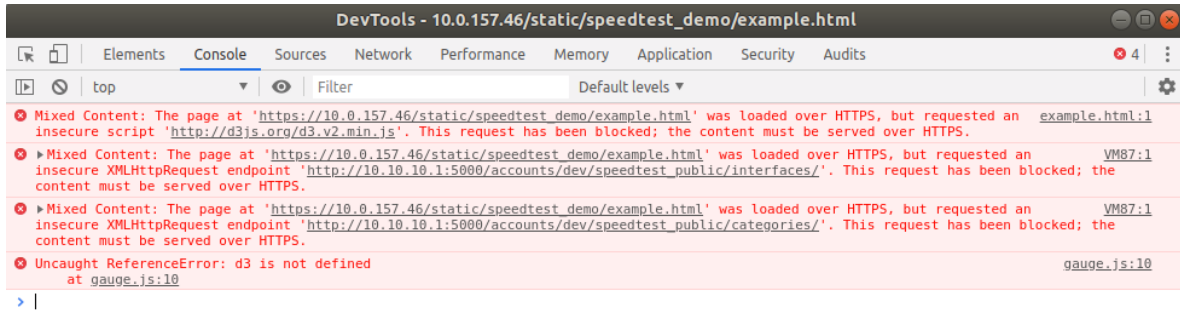 DevTools - 10.0.157.46/static/speedtest_demo/example.html
Elements Console Sources Network Performance Memory Application Security Audits 4
top Filter Default levels
Mixed Content: The page at 'https://10.0.157.46/static/speedtest_demo/example.html' was loaded over HTTPS, but requested an example.html:1
insecure script 'http://d3js.org/d3.v2.min.js'. This request has been blocked; the content must be served over HTTPS.
Mixed Content: The page at 'https://10.0.157.46/static/speedtest_demo/example.html' was loaded over HTTPS, but requested an VM87:1
insecure XMLHttpRequest endpoint 'http://10.10.10.1:5000/accounts/dev/speedtest_public/interfaces/'. This request has been blocked; the
content must be served over HTTPS.
Mixed Content: The page at 'https://10.0.157.46/static/speedtest_demo/example.html' was loaded over HTTPS, but requested an VM87:1
insecure XMLHttpRequest endpoint 'http://10.10.10.1:5000/accounts/dev/speedtest_public/categories/'. This request has been blocked; the
content must be served over HTTPS.
Uncaught ReferenceError: d3 is not defined gauge.js:10
at gauge.js:10